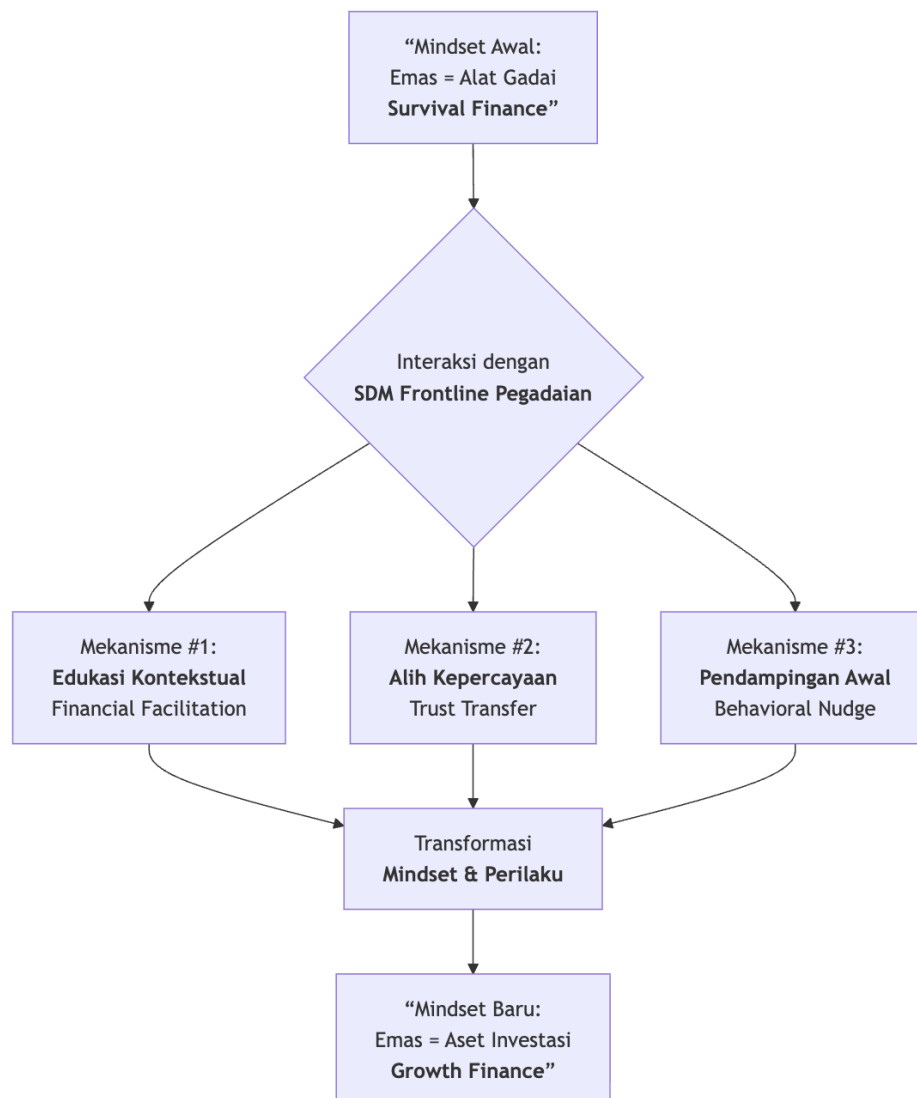 “Mindset Awal:
Emas = Alat Gadai
Survival Finance”
Interaksi dengan
SDM Frontline Pegadaian
Mekanisme #1:
Edukasi Kontekstual
Financial Facilitation
Mekanisme #2:
Alih Kepercayaan
Trust Transfer
Mekanisme #3:
Pendampingan Awal
Behavioral Nudge
Transformasi
Mindset & Perilaku
“Mindset Baru:
Emas = Aset Investasi
Growth Finance”